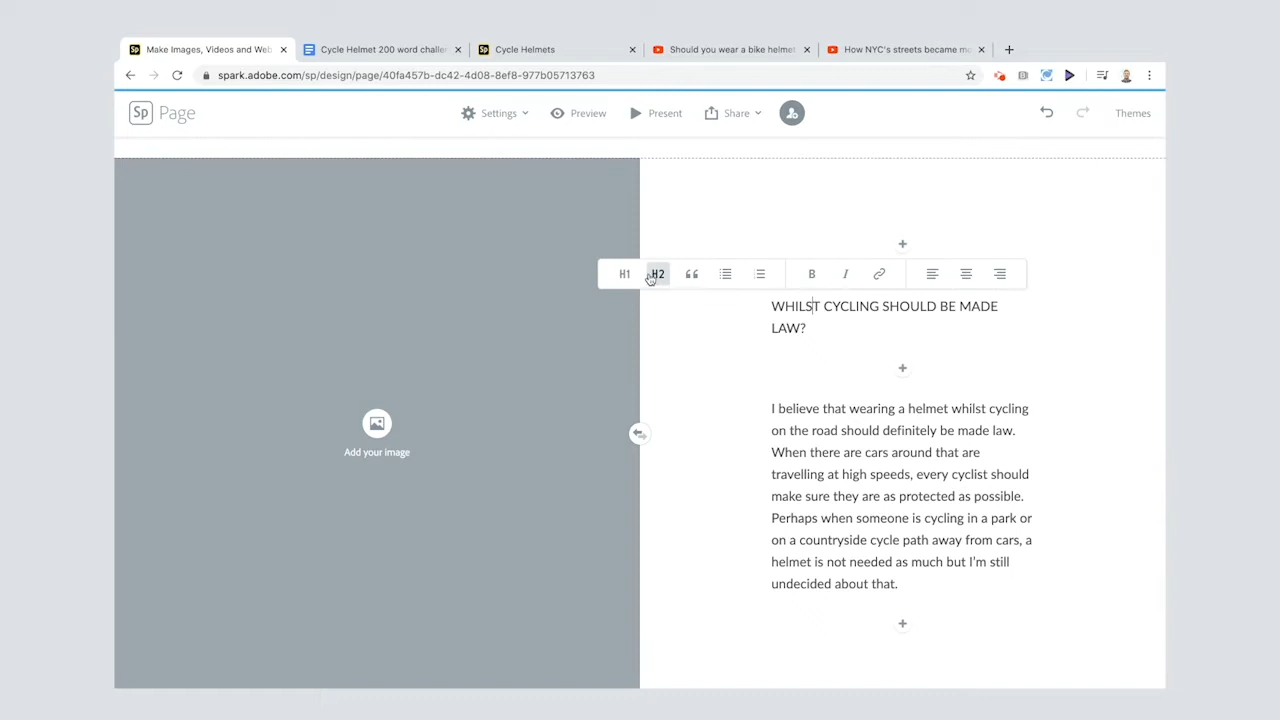 Make Images, Videos and Web
Cycle Helmet 200 word challe
Cycle Helmets
Should you wear a bike helmet
How NYC's streets became mo
spark.adobe.com/sp/design/page/40fa457b-dc42-4d08-8ef8-977b05713763
Sp Page
Settings
Preview
Present
Share
Themes
H1 H2 B I
WHILST CYCLING SHOULD BE MADE
LAW?
I believe that wearing a helmet whilst cycling
on the road should definitely be made law.
When there are cars around that are
travelling at high speeds, every cyclist should
make sure they are as protected as possible.
Perhaps when someone is cycling in a park or
on a countryside cycle path away from cars, a
helmet is not needed as much but I'm still
undecided about that.
Add your image